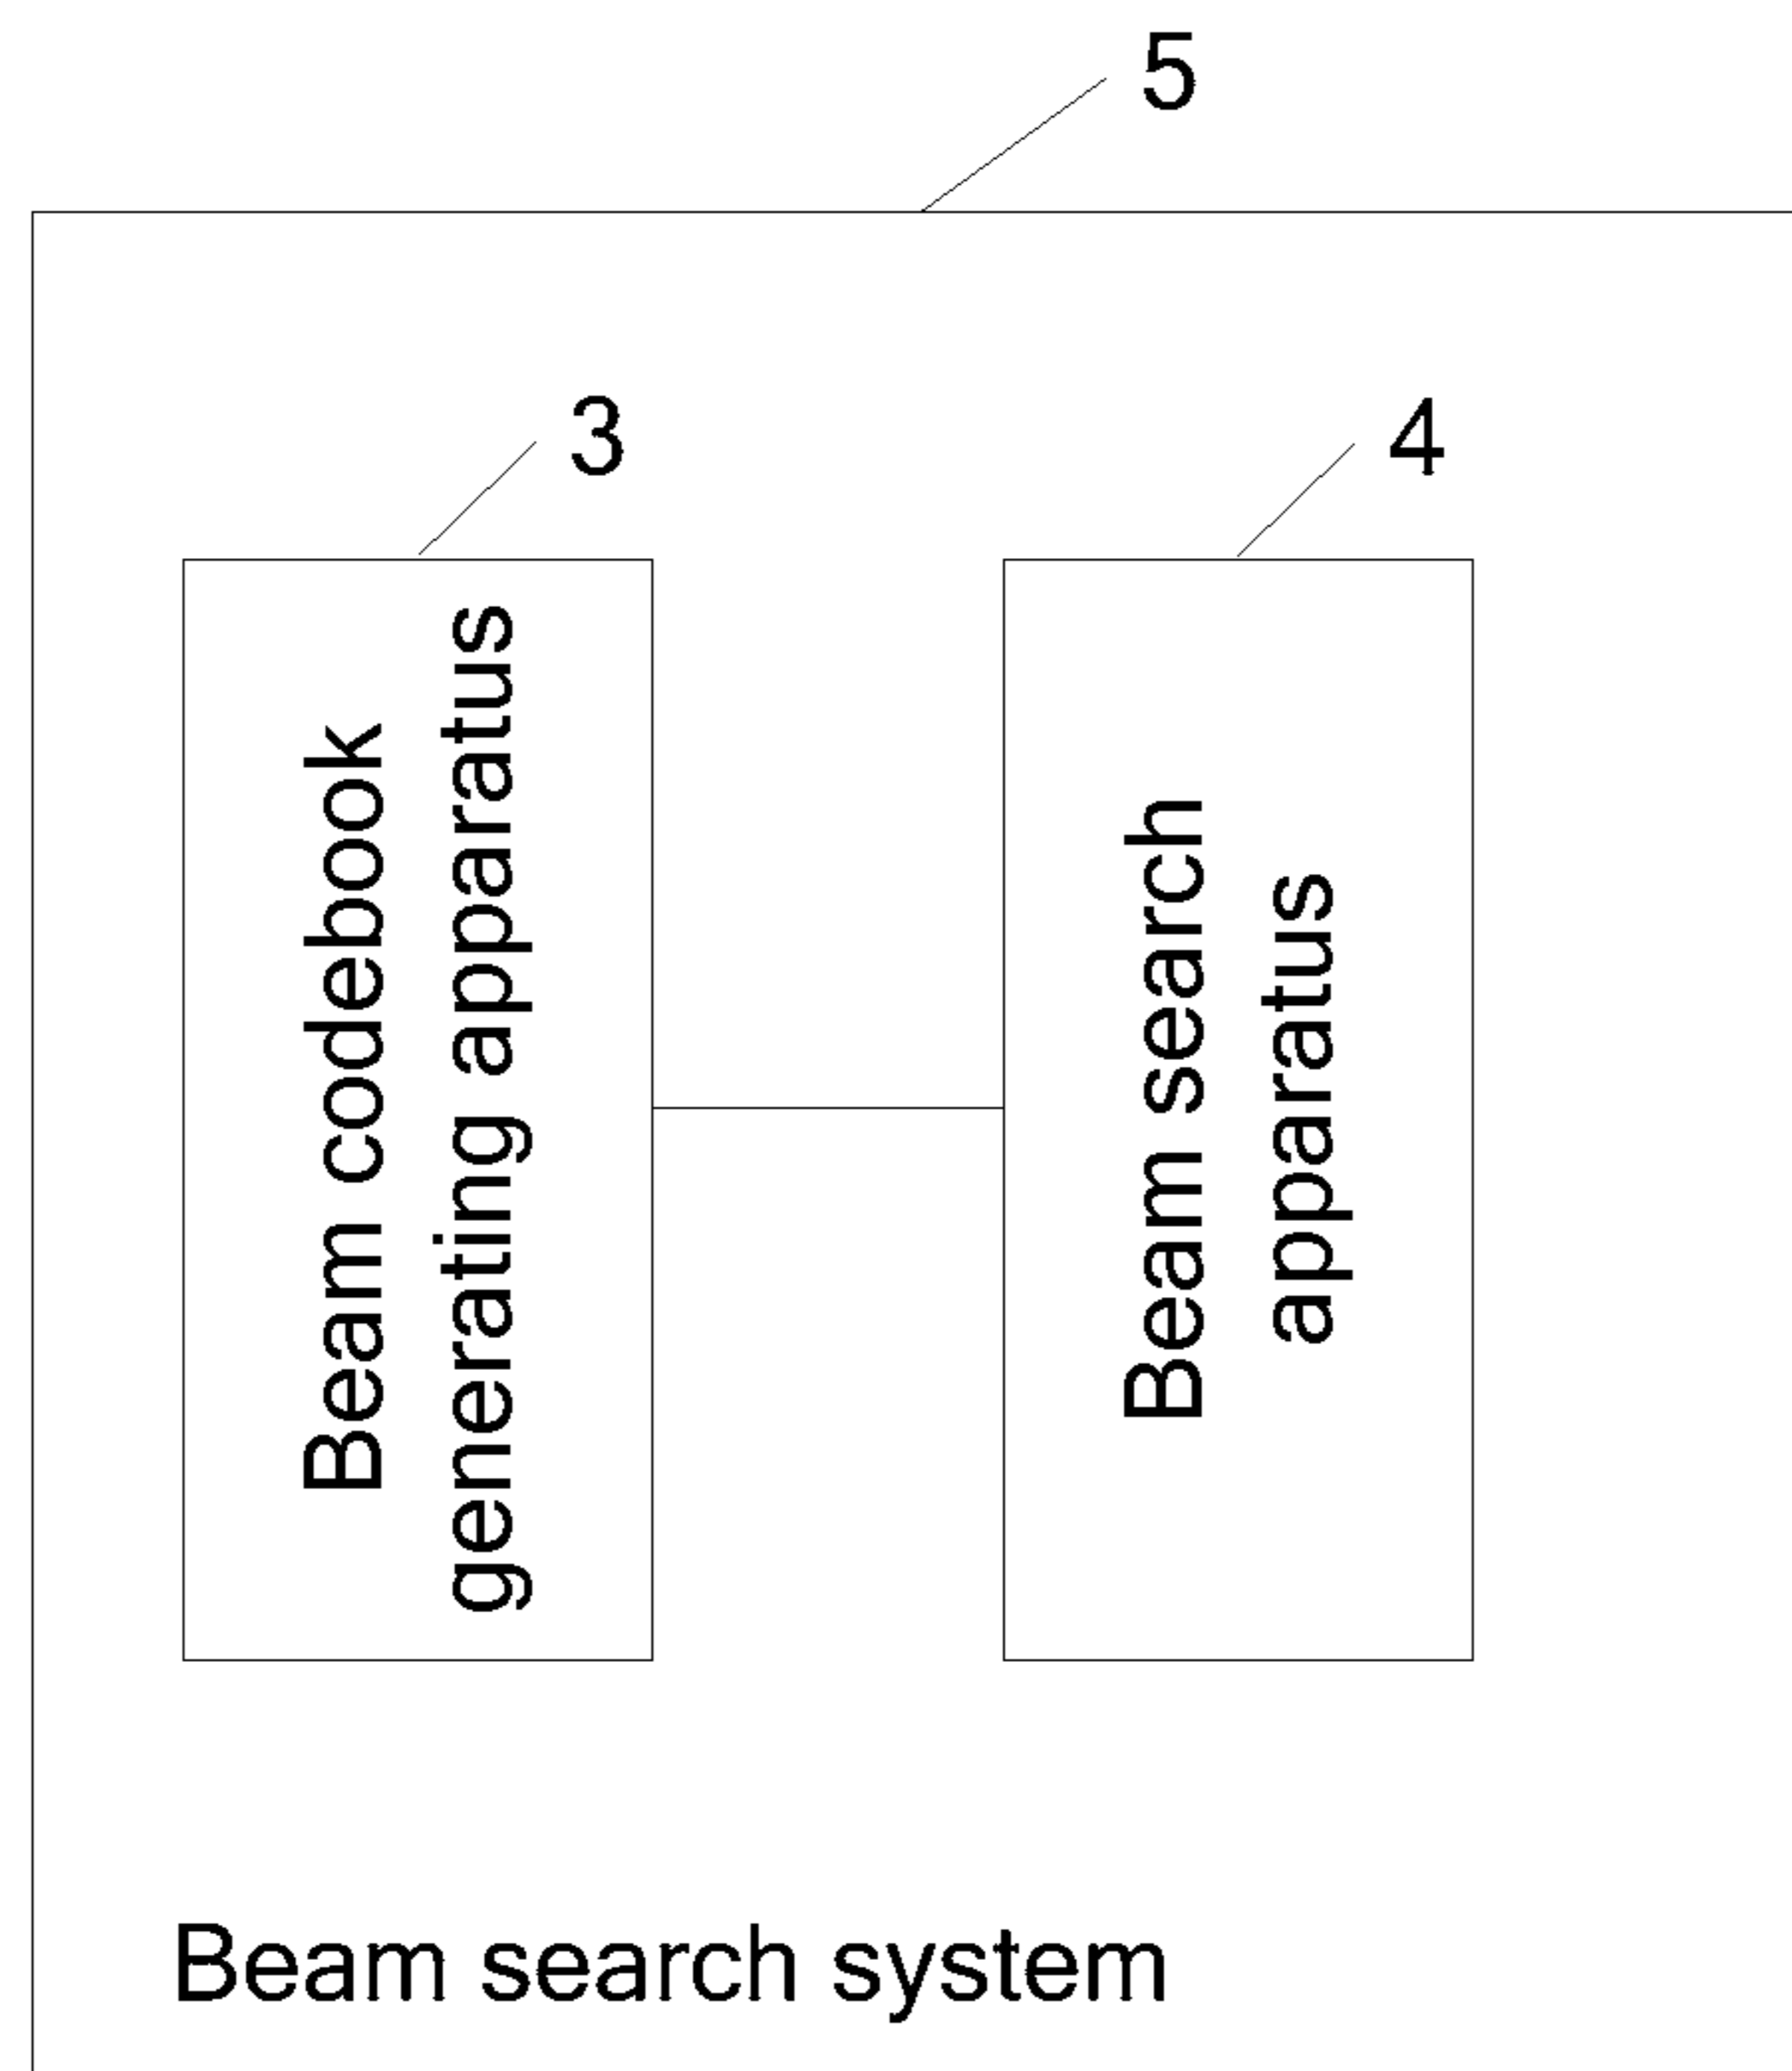 5
3
4
Beam codebook
generating apparatus
Beam search
apparatus
Beam search system